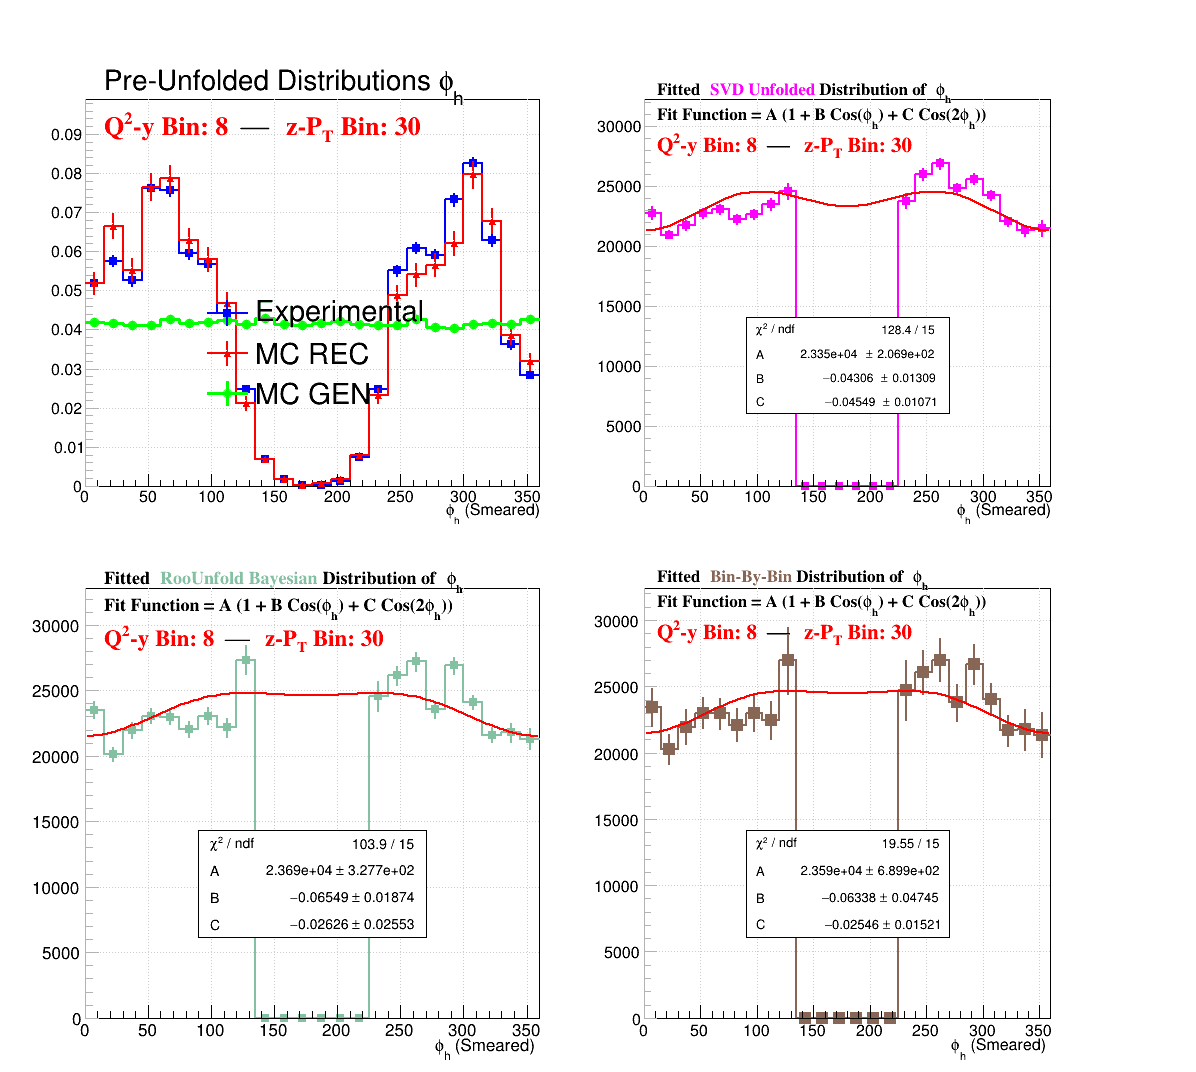 Pre-Unfolded Distributions ϕh
Q2-y Bin: 8 — z-PT Bin: 30
0.09
0.08
0.07
0.06
0.05
0.04
0.03
0.02
0.01
0
Experimental
MC REC
MC GEN
0 50 100 150 200 250 300 350
ϕh (Smeared)
Fitted SVD Unfolded Distribution of ϕh
Fit Function = A (1 + B Cos(ϕh) + C Cos(2ϕh))
Q2-y Bin: 8 — z-PT Bin: 30
30000
25000
20000
15000
10000
5000
0
χ2 / ndf 128.4 / 15
A 2.335e+04 ± 2.069e+02
B −0.04306 ± 0.01309
C −0.04549 ± 0.01071
0 50 100 150 200 250 300 350
ϕh (Smeared)
Fitted RooUnfold Bayesian Distribution of ϕh
Fit Function = A (1 + B Cos(ϕh) + C Cos(2ϕh))
Q2-y Bin: 8 — z-PT Bin: 30
30000
25000
20000
15000
10000
5000
0
χ2 / ndf 103.9 / 15
A 2.369e+04 ± 3.277e+02
B −0.06549 ± 0.01874
C −0.02626 ± 0.02553
0 50 100 150 200 250 300 350
ϕh (Smeared)
Fitted Bin-By-Bin Distribution of ϕh
Fit Function = A (1 + B Cos(ϕh) + C Cos(2ϕh))
Q2-y Bin: 8 — z-PT Bin: 30
30000
25000
20000
15000
10000
5000
0
χ2 / ndf 19.55 / 15
A 2.359e+04 ± 6.899e+02
B −0.06338 ± 0.04745
C −0.02546 ± 0.01521
0 50 100 150 200 250 300 350
ϕh (Smeared)